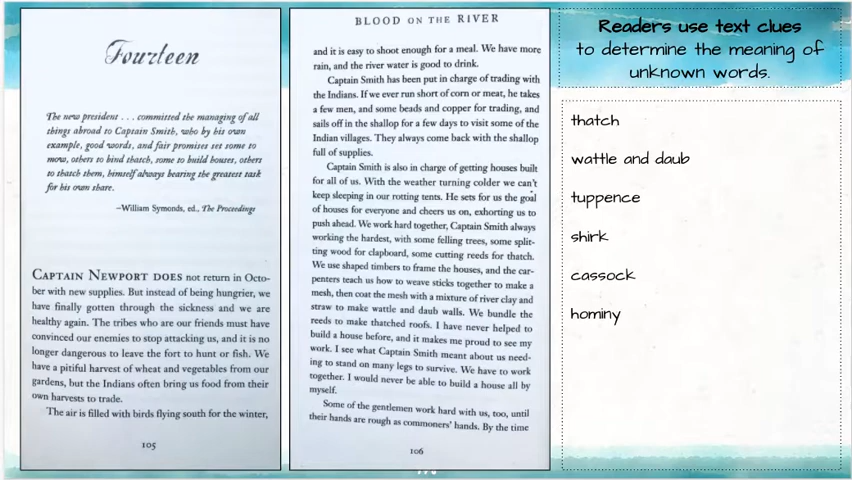 Fourteen
The new president . . . committed the managing of all
things abroad to Captain Smith, who by his own
example, good words, and fair promises set some to
mow, others to bind thatch, some to build houses, others
to thatch them, himself always bearing the greatest task
for his own share.
–William Symonds, ed., The Proceedings
CAPTAIN NEWPORT DOES not return in Octo-
ber with new supplies. But instead of being hungrier, we
have finally gotten through the sickness and we are
healthy again. The tribes who are our friends must have
convinced our enemies to stop attacking us, and it is no
longer dangerous to leave the fort to hunt or fish. We
have a pitiful harvest of wheat and vegetables from our
gardens, but the Indians often bring us food from their
own harvests to trade.
The air is filled with birds flying south for the winter,
105
BLOOD ON THE RIVER
and it is easy to shoot enough for a meal. We have more
rain, and the river water is good to drink.
Captain Smith has been put in charge of trading with
the Indians. If we ever run short of corn or meat, he takes
a few men, and some beads and copper for trading, and
sails off in the shallop for a few days to visit some of the
Indian villages. They always come back with the shallop
full of supplies.
Captain Smith is also in charge of getting houses built
for all of us. With the weather turning colder we can't
keep sleeping in our rotting tents. He sets for us the goal
of houses for everyone and cheers us on, exhorting us to
push ahead. We work hard together, Captain Smith always
working the hardest, with some felling trees, some split-
ting wood for clapboard, some cutting reeds for thatch.
We use shaped timbers to frame the houses, and the car-
penters teach us how to weave sticks together to make a
mesh, then coat the mesh with a mixture of river clay and
straw to make wattle and daub walls. We bundle the
reeds to make thatched roofs. I have never helped to
build a house before, and it makes me proud to see my
work. I see what Captain Smith meant about us need-
ing to stand on many legs to survive. We have to work
together. I would never be able to build a house all by
myself.
Some of the gentlemen work hard with us, too, until
their hands are rough as commoners' hands. By the time
106
Readers use text clues
to determine the meaning of
unknown words.
thatch
wattle and daub
tuppence
shirk
cassock
hominy